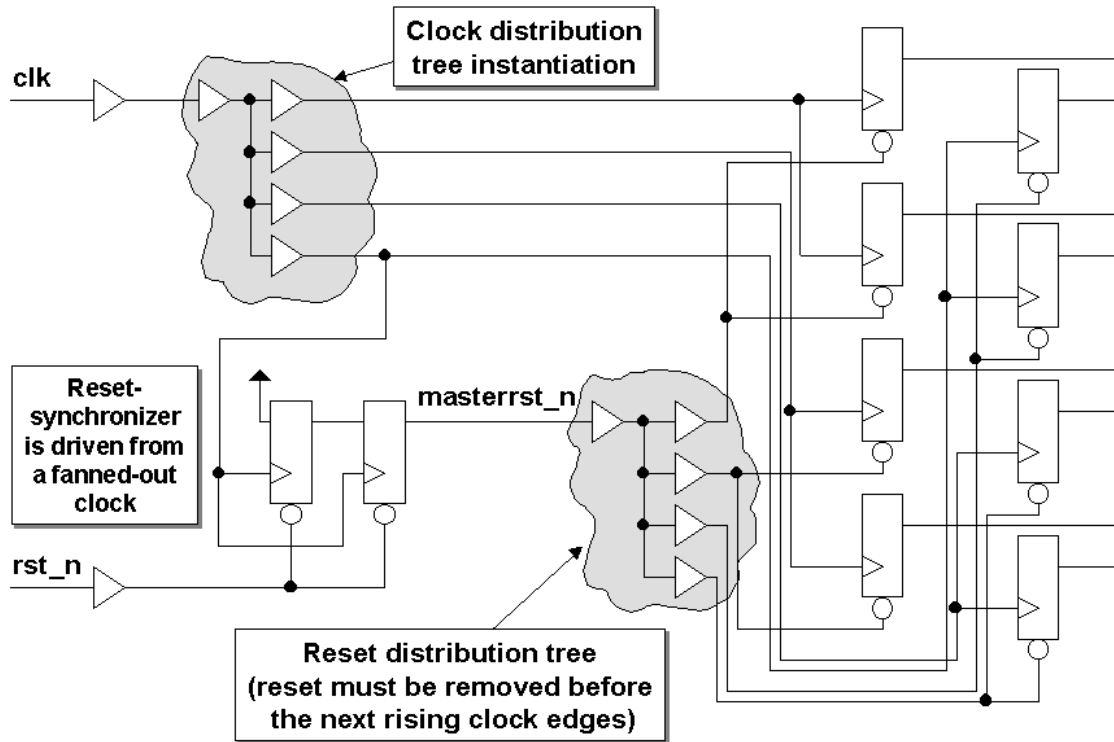 Clock distribution
tree instantiation
clk
Reset-
synchronizer
is driven from
a fanned-out
clock
masterrst_n
rst_n
Reset distribution tree
(reset must be removed before
the next rising clock edges)